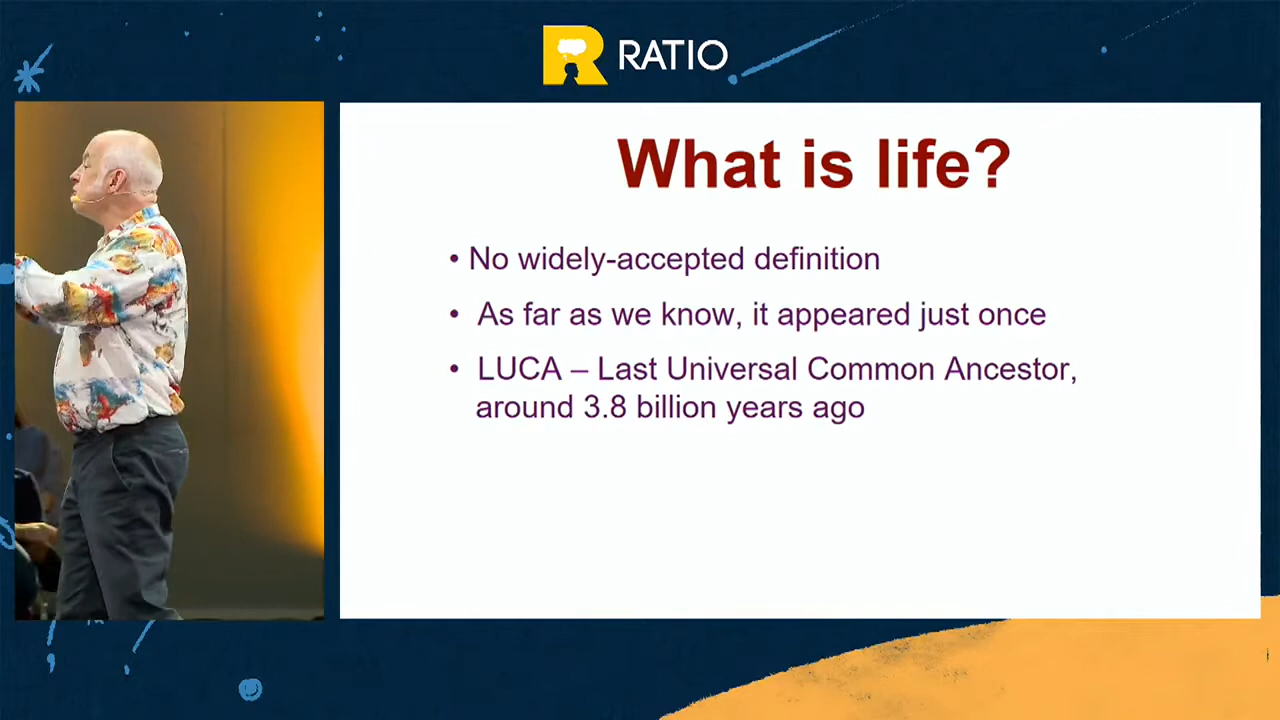 RATIO
What is life?
• No widely-accepted definition
• As far as we know, it appeared just once
• LUCA – Last Universal Common Ancestor,
around 3.8 billion years ago